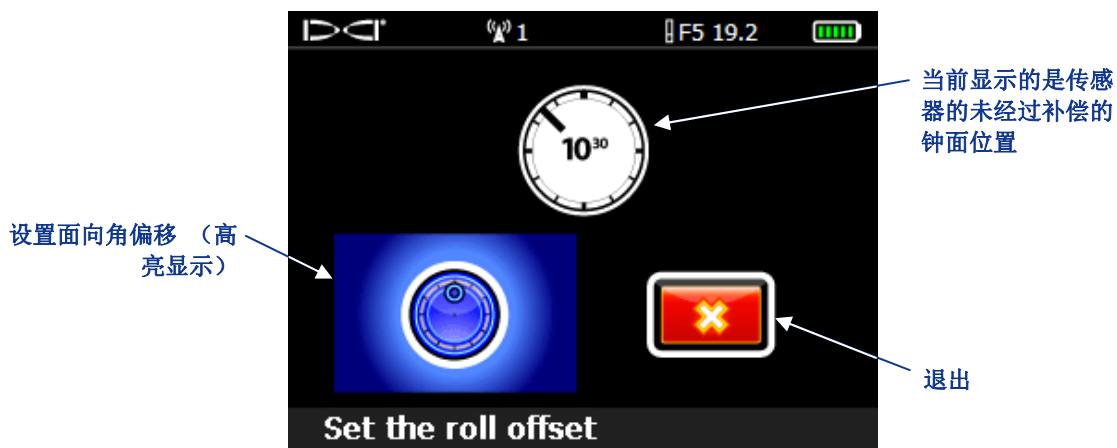 DCI
1
F5 19.2
当前显示的是传感
器的未经过补偿的
钟面位置
10³⁰
设置面向角偏移 （高
亮显示）
退出
Set the roll offset